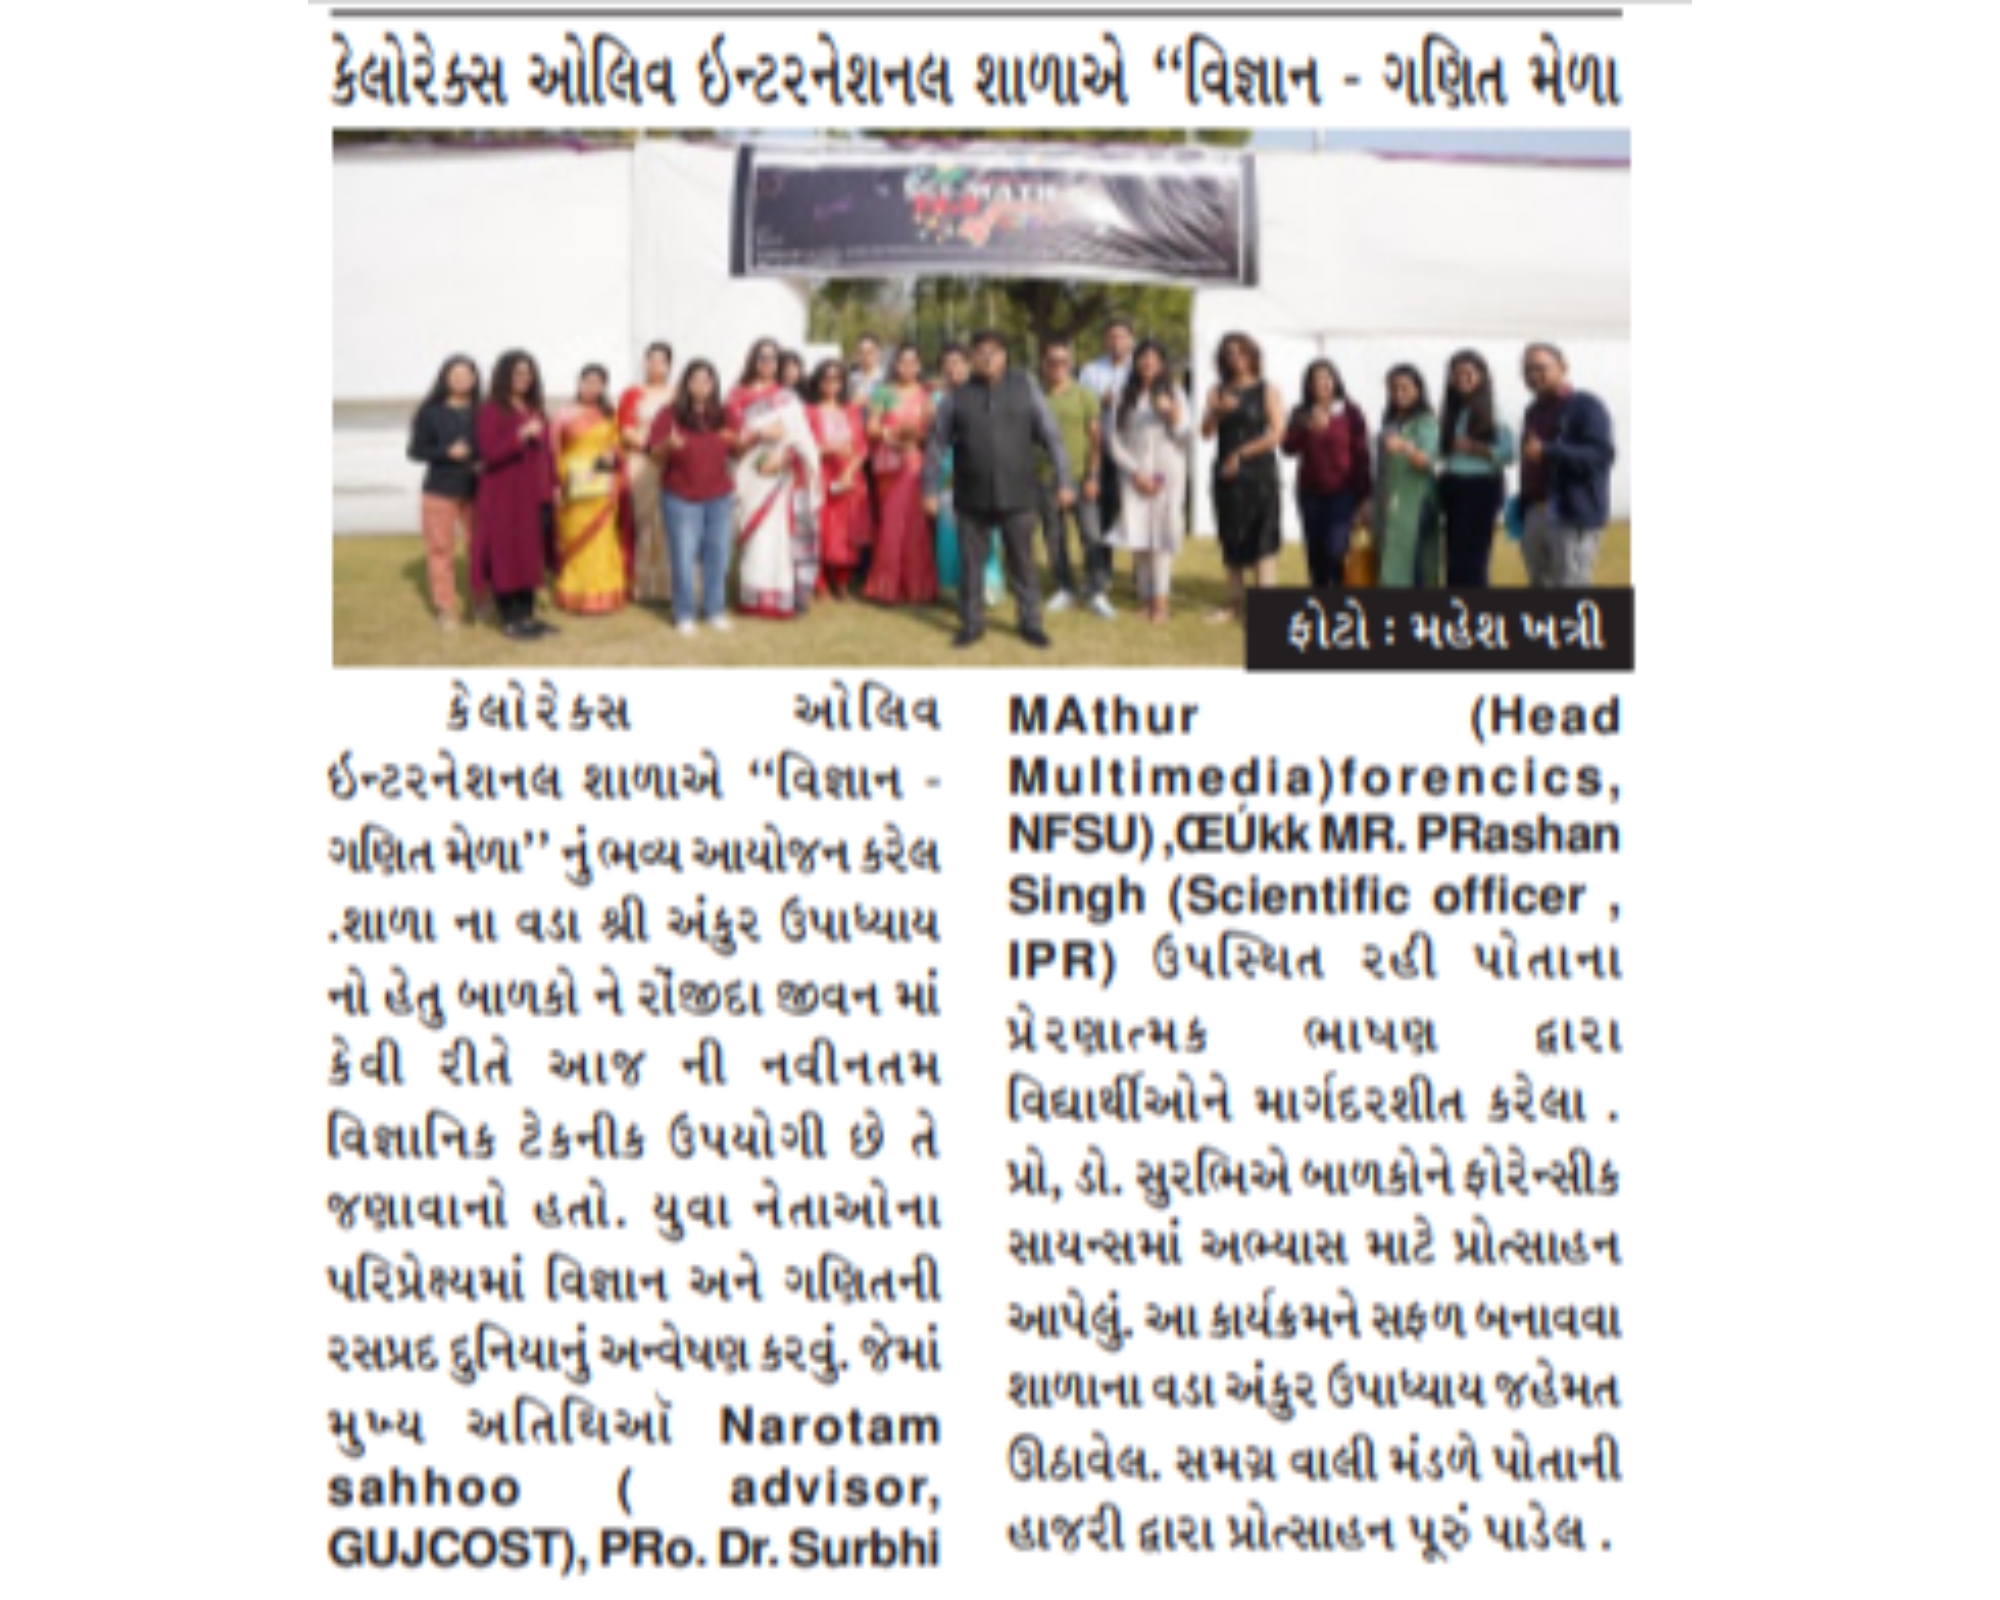 કેલોરેક્સ ઓલિવ ઇન્ટરનેશનલ શાળાએ “વિજ્ઞાન - ગણિત મેળા
ફોટો : મહેશ ખત્રી
કેલોરેક્સ ઓલિવ
ઇન્ટરનેશનલ શાળાએ “વિજ્ઞાન -
ગણિત મેળા” નું ભવ્ય આયોજન કરેલ
.શાળા ના વડા શ્રી અંકુર ઉપાધ્યાય
નો હેતુ બાળકો ને રોંજીદા જીવન માં
કેવી રીતે આજ ની નવીનતમ
વિજ્ઞાનિક ટેકનીક ઉપયોગી છે તે
જણાવાનો હતો. યુવા નેતાઓના
પરિપ્રેક્ષ્યમાં વિજ્ઞાન અને ગણિતની
રસપ્રદ દુનિયાનું અન્વેષણ કરવું. જેમાં
મુખ્ય અતિથિઓ Narotam
sahhoo ( advisor,
GUJCOST), PRo. Dr. Surbhi
MAthur (Head
Multimedia)forencics,
NFSU) ,ŒÚkk MR. PRashan
Singh (Scientific officer ,
IPR) ઉપસ્થિત રહી પોતાના
પ્રેરણાત્મક ભાષણ દ્વારા
વિદ્યાર્થીઓને માર્ગદરશીત કરેલા .
પ્રો, ડો. સુરભિએ બાળકોને ફોરેન્સીક
સાયન્સમાં અભ્યાસ માટે પ્રોત્સાહન
આપેલું. આ કાર્યક્રમને સફળ બનાવવા
શાળાના વડા અંકુર ઉપાધ્યાય જહેમત
ઊઠાવેલ. સમગ્ર વાલી મંડળે પોતાની
હાજરી દ્વારા પ્રોત્સાહન પૂરું પાડેલ .